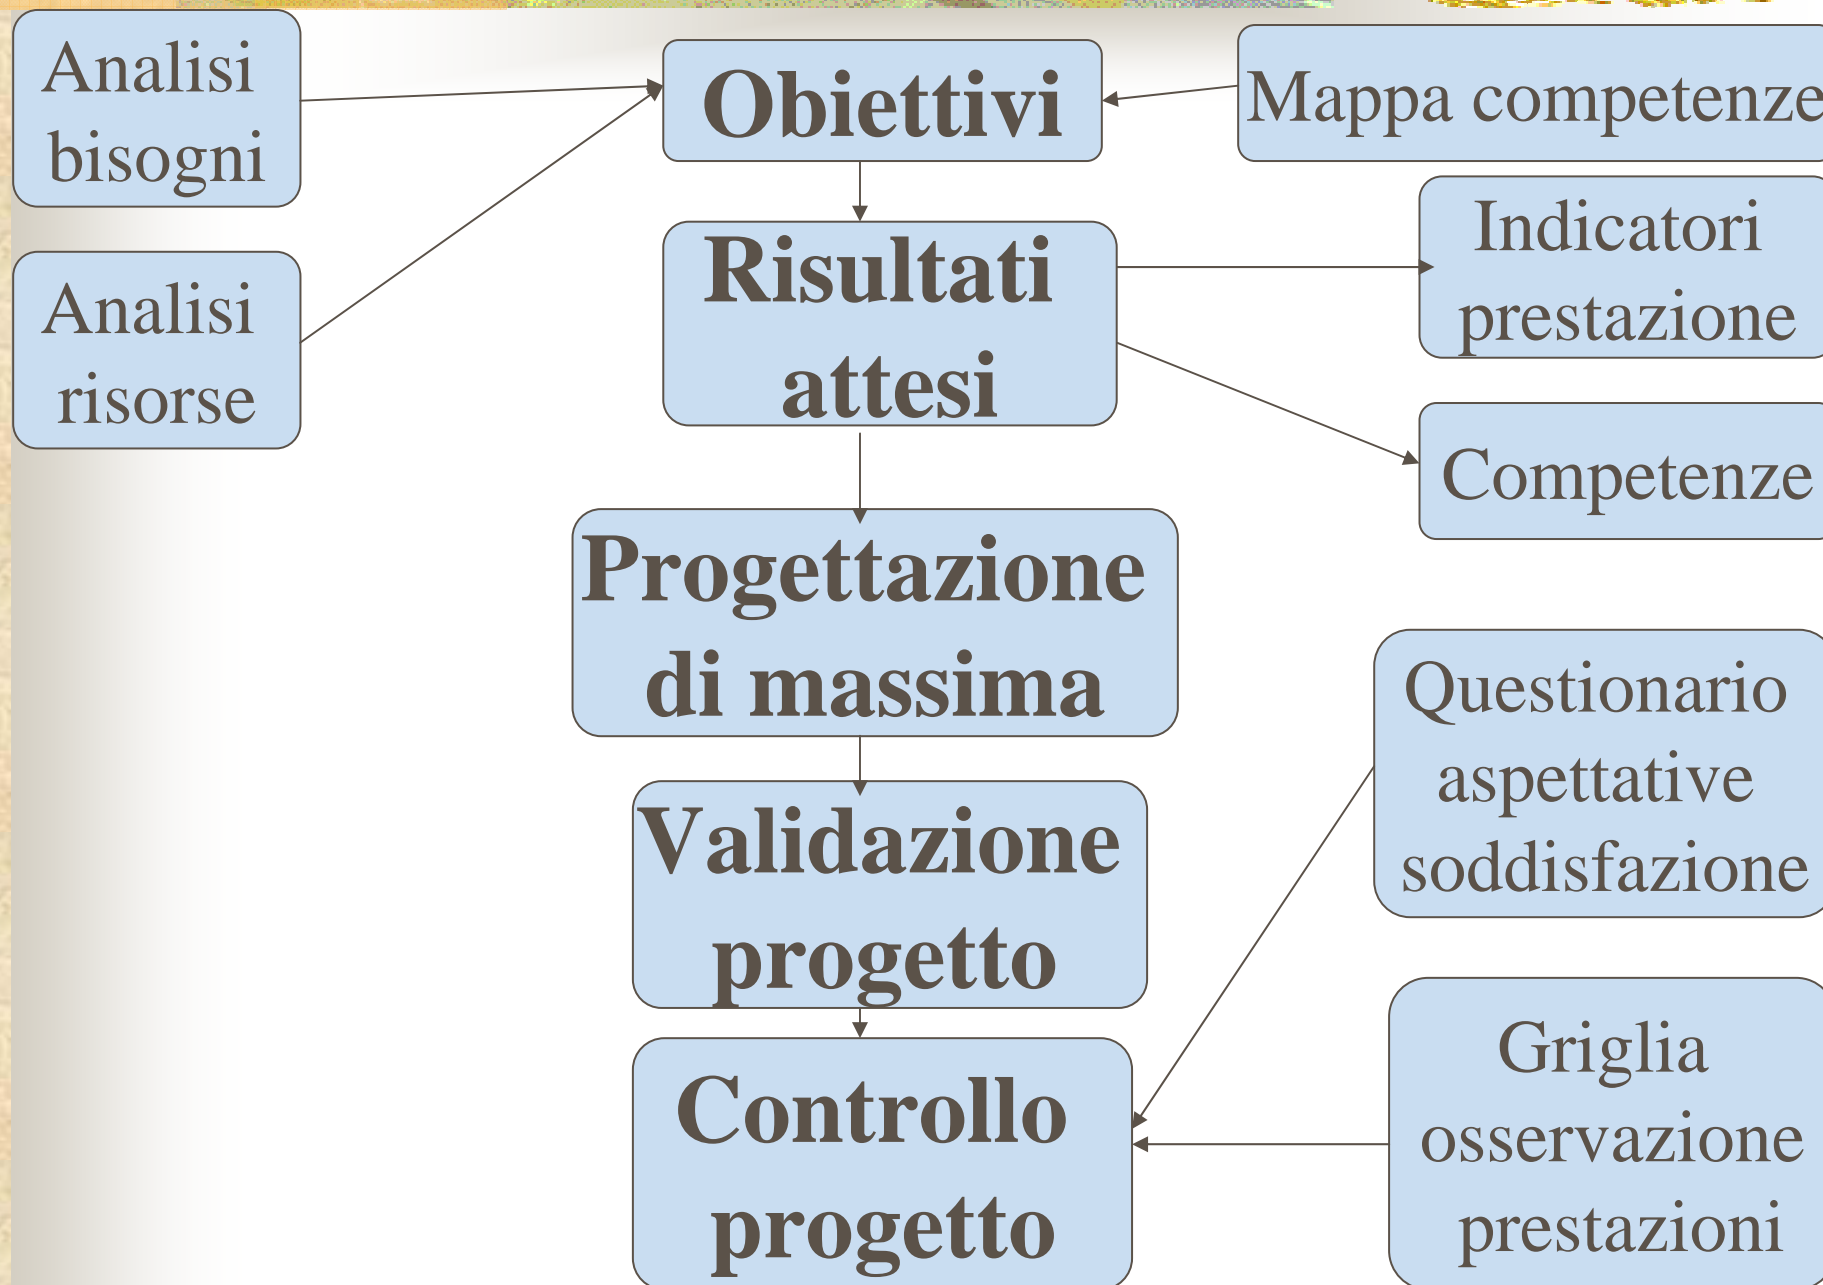 Analisi
bisogni
Obiettivi
Mappa competenze
Analisi
risorse
Risultati
attesi
Indicatori
prestazione
Competenze
Progettazione
di massima
Validazione
progetto
Questionario
aspettative
soddisfazione
Controllo
progetto
Griglia
osservazione
prestazioni